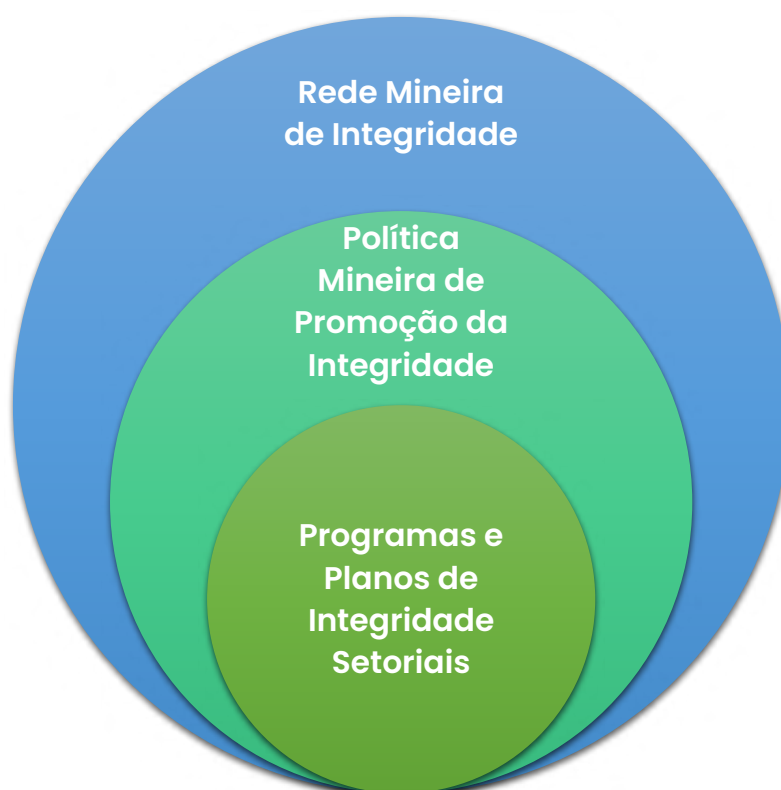 Rede Mineira
de Integridade
Política
Mineira de
Promoção da
Integridade
Programas e
Planos de
Integridade
Setoriais